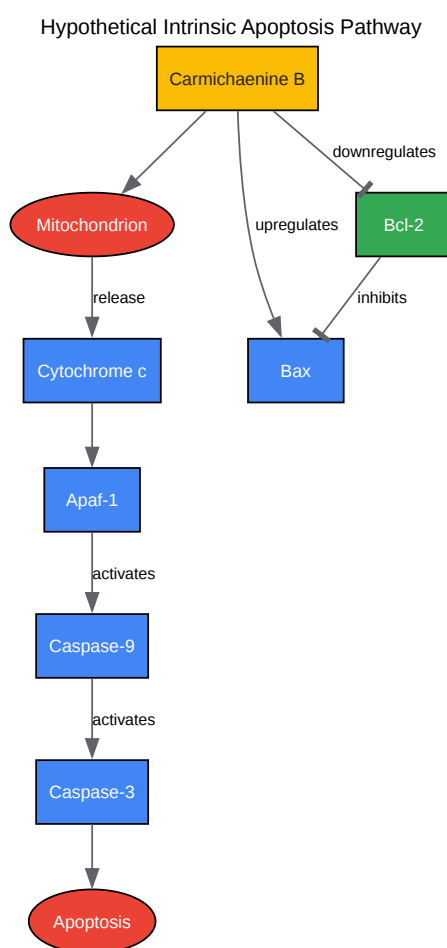 Hypothetical Intrinsic Apoptosis Pathway
Carmichaenine B
downregulates
Mitochondrion
upregulates
Bcl-2
release
inhibits
Cytochrome c
Bax
Apaf-1
activates
Caspase-9
activates
Caspase-3
Apoptosis